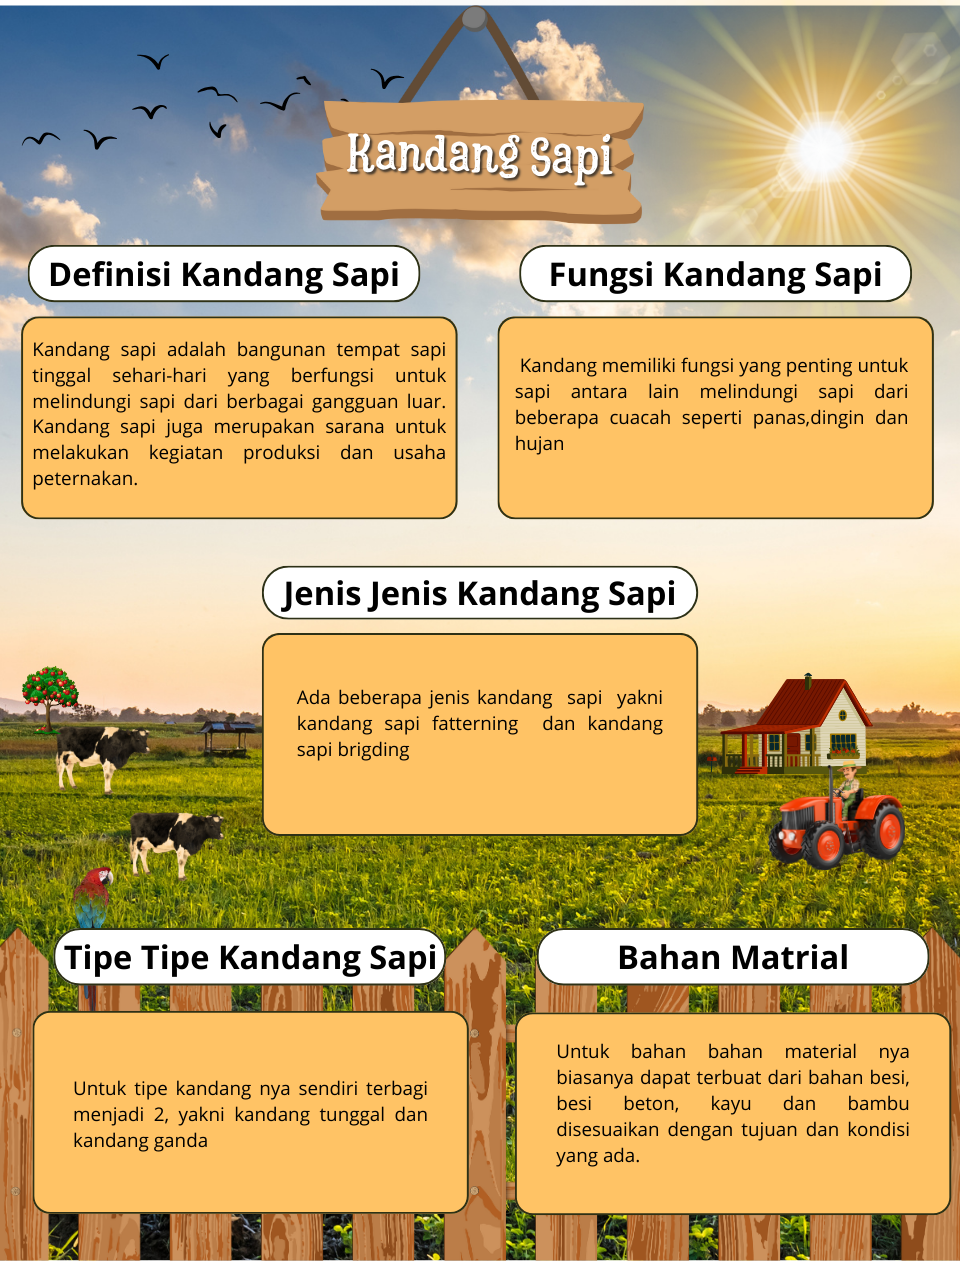 Kandang Sapi
Definisi Kandang Sapi
Kandang sapi adalah bangunan tempat sapi
tinggal sehari-hari yang berfungsi untuk
melindungi sapi dari berbagai gangguan luar.
Kandang sapi juga merupakan sarana untuk
melakukan kegiatan produksi dan usaha
peternakan.
Fungsi Kandang Sapi
Kandang memiliki fungsi yang penting untuk
sapi antara lain melindungi sapi dari
beberapa cuacah seperti panas,dingin dan
hujan
Jenis Jenis Kandang Sapi
Ada beberapa jenis kandang sapi yakni
kandang sapi fatterning dan kandang
sapi brigding
Tipe Tipe Kandang Sapi
Untuk tipe kandang nya sendiri terbagi
menjadi 2, yakni kandang tunggal dan
kandang ganda
Bahan Matrial
Untuk bahan bahan material nya
biasanya dapat terbuat dari bahan besi,
besi beton, kayu dan bambu
disesuaikan dengan tujuan dan kondisi
yang ada.